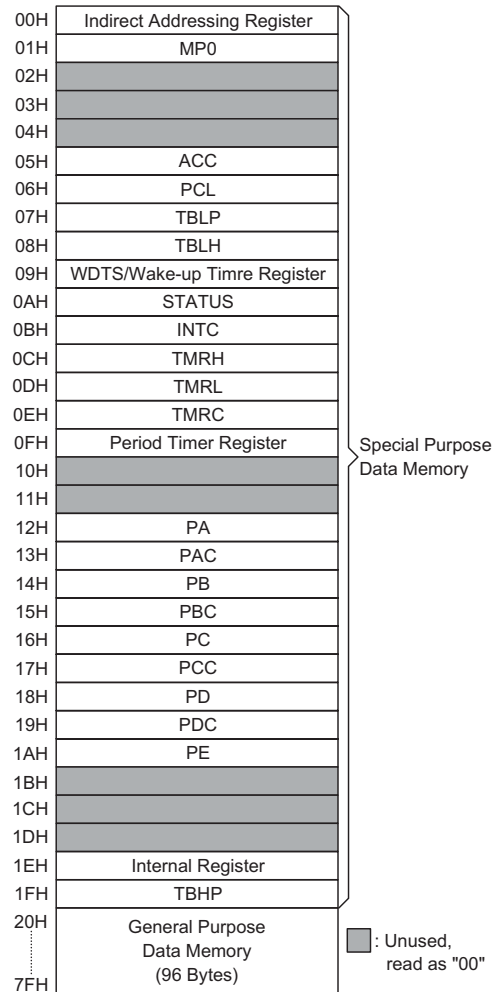 00H Indirect Addressing Register
01H MP0
02H
03H
04H
05H ACC
06H PCL
07H TBLP
08H TBLH
09H WDTS/Wake-up Timre Register
0AH STATUS
0BH INTC
0CH TMRH
0DH TMRL
0EH TMRC
0FH Period Timer Register
Special Purpose
Data Memory
10H
11H
12H PA
13H PAC
14H PB
15H PBC
16H PC
17H PCC
18H PD
19H PDC
1AH PE
1BH
1CH
1DH
1EH Internal Register
1FH TBHP
20H
General Purpose
Data Memory
(96 Bytes)
7FH
: Unused,
read as "00"